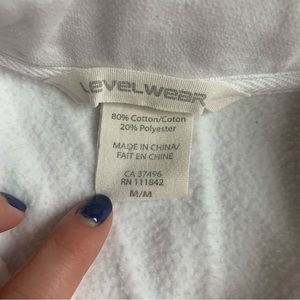 LEVELWEAR
80% Cotton/Coton
20% Polyester
MADE IN CHINA/
FAIT EN CHINE
CA 37496
RN 111842
M/M